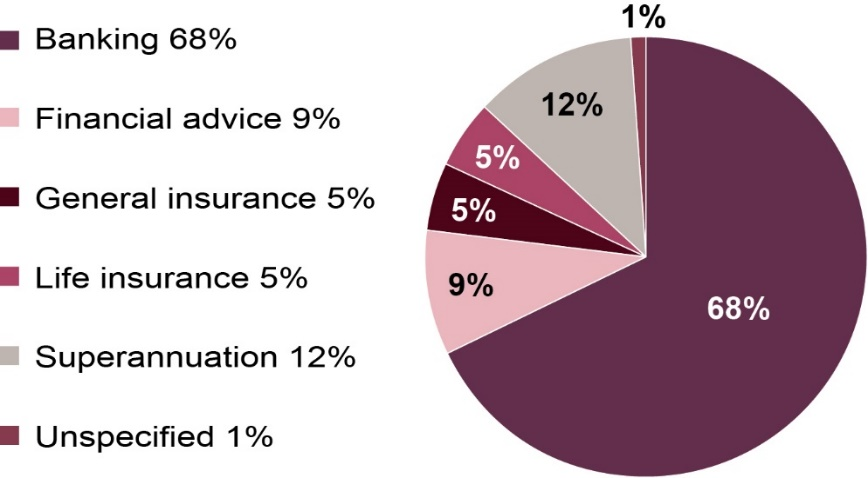 Banking 68%
Financial advice 9%
General insurance 5%
Life insurance 5%
Superannuation 12%
Unspecified 1%
1%
12%
5%
5%
9%
68%